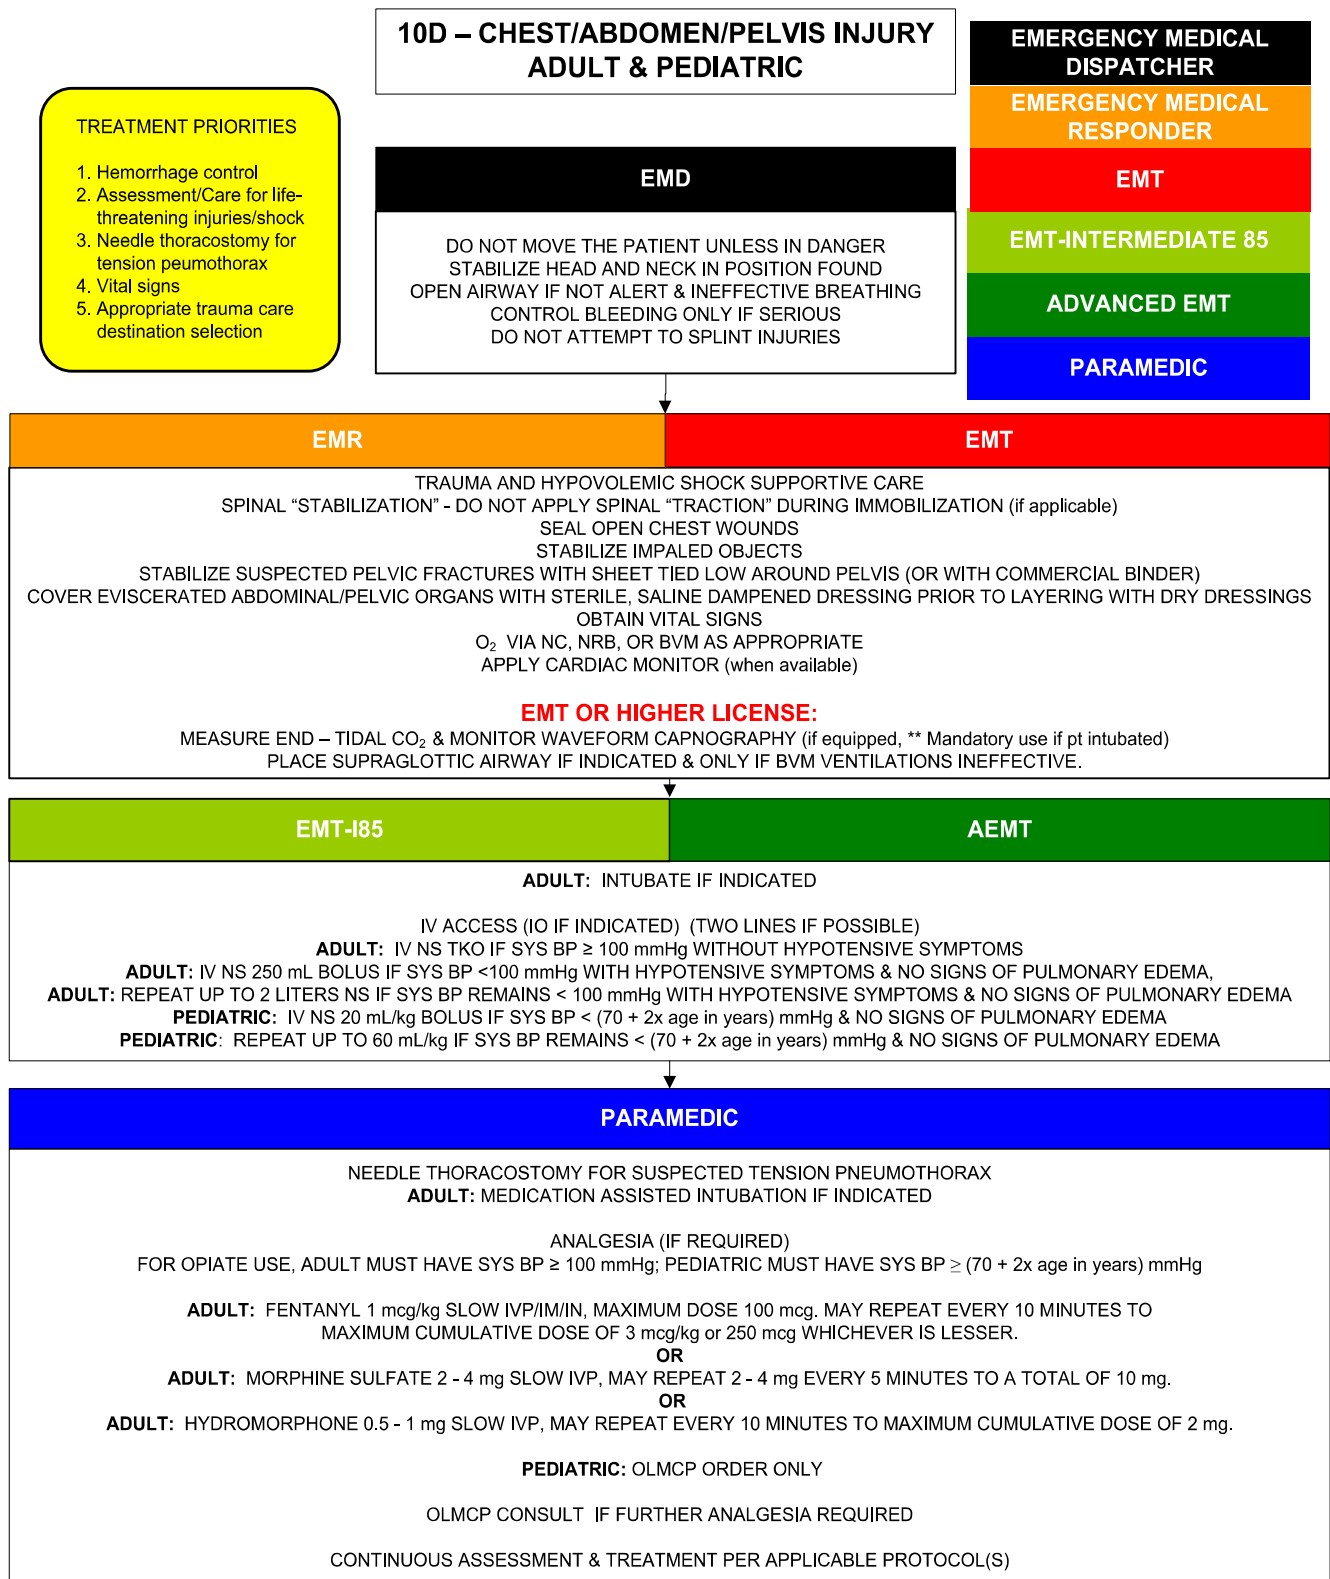 10D – CHEST/ABDOMEN/PELVIS INJURY
ADULT & PEDIATRIC
EMERGENCY MEDICAL
DISPATCHER
EMERGENCY MEDICAL
RESPONDER
EMT
EMT-INTERMEDIATE 85
ADVANCED EMT
PARAMEDIC
TREATMENT PRIORITIES
1. Hemorrhage control
2. Assessment/Care for life-
threatening injuries/shock
3. Needle thoracostomy for
tension peumothorax
4. Vital signs
5. Appropriate trauma care
destination selection
EMD
DO NOT MOVE THE PATIENT UNLESS IN DANGER
STABILIZE HEAD AND NECK IN POSITION FOUND
OPEN AIRWAY IF NOT ALERT & INEFFECTIVE BREATHING
CONTROL BLEEDING ONLY IF SERIOUS
DO NOT ATTEMPT TO SPLINT INJURIES
EMR
EMT
TRAUMA AND HYPOVOLEMIC SHOCK SUPPORTIVE CARE
SPINAL “STABILIZATION” - DO NOT APPLY SPINAL “TRACTION” DURING IMMOBILIZATION (if applicable)
SEAL OPEN CHEST WOUNDS
STABILIZE IMPALED OBJECTS
STABILIZE SUSPECTED PELVIC FRACTURES WITH SHEET TIED LOW AROUND PELVIS (OR WITH COMMERCIAL BINDER)
COVER EVISCERATED ABDOMINAL/PELVIC ORGANS WITH STERILE, SALINE DAMPENED DRESSING PRIOR TO LAYERING WITH DRY DRESSINGS
OBTAIN VITAL SIGNS
O₂ VIA NC, NRB, OR BVM AS APPROPRIATE
APPLY CARDIAC MONITOR (when available)
EMT OR HIGHER LICENSE:
MEASURE END – TIDAL CO₂ & MONITOR WAVEFORM CAPNOGRAPHY (if equipped, ** Mandatory use if pt intubated)
PLACE SUPRAGLOTTIC AIRWAY IF INDICATED & ONLY IF BVM VENTILATIONS INEFFECTIVE.
EMT-I85
AEMT
ADULT: INTUBATE IF INDICATED
IV ACCESS (IO IF INDICATED) (TWO LINES IF POSSIBLE)
ADULT: IV NS TKO IF SYS BP ≥ 100 mmHg WITHOUT HYPOTENSIVE SYMPTOMS
ADULT: IV NS 250 mL BOLUS IF SYS BP <100 mmHg WITH HYPOTENSIVE SYMPTOMS & NO SIGNS OF PULMONARY EDEMA,
ADULT: REPEAT UP TO 2 LITERS NS IF SYS BP REMAINS < 100 mmHg WITH HYPOTENSIVE SYMPTOMS & NO SIGNS OF PULMONARY EDEMA
PEDIATRIC: IV NS 20 mL/kg BOLUS IF SYS BP < (70 + 2x age in years) mmHg & NO SIGNS OF PULMONARY EDEMA
PEDIATRIC: REPEAT UP TO 60 mL/kg IF SYS BP REMAINS < (70 + 2x age in years) mmHg & NO SIGNS OF PULMONARY EDEMA
PARAMEDIC
NEEDLE THORACOSTOMY FOR SUSPECTED TENSION PNEUMOTHORAX
ADULT: MEDICATION ASSISTED INTUBATION IF INDICATED
ANALGESIA (IF REQUIRED)
FOR OPIATE USE, ADULT MUST HAVE SYS BP ≥ 100 mmHg; PEDIATRIC MUST HAVE SYS BP ≥ (70 + 2x age in years) mmHg
ADULT: FENTANYL 1 mcg/kg SLOW IVP/IM/IN, MAXIMUM DOSE 100 mcg. MAY REPEAT EVERY 10 MINUTES TO
MAXIMUM CUMULATIVE DOSE OF 3 mcg/kg or 250 mcg WHICHEVER IS LESSER.
OR
ADULT: MORPHINE SULFATE 2 - 4 mg SLOW IVP, MAY REPEAT 2 - 4 mg EVERY 5 MINUTES TO A TOTAL OF 10 mg.
OR
ADULT: HYDROMORPHONE 0.5 - 1 mg SLOW IVP, MAY REPEAT EVERY 10 MINUTES TO MAXIMUM CUMULATIVE DOSE OF 2 mg.
PEDIATRIC: OLMCP ORDER ONLY
OLMCP CONSULT IF FURTHER ANALGESIA REQUIRED
CONTINUOUS ASSESSMENT & TREATMENT PER APPLICABLE PROTOCOL(S)